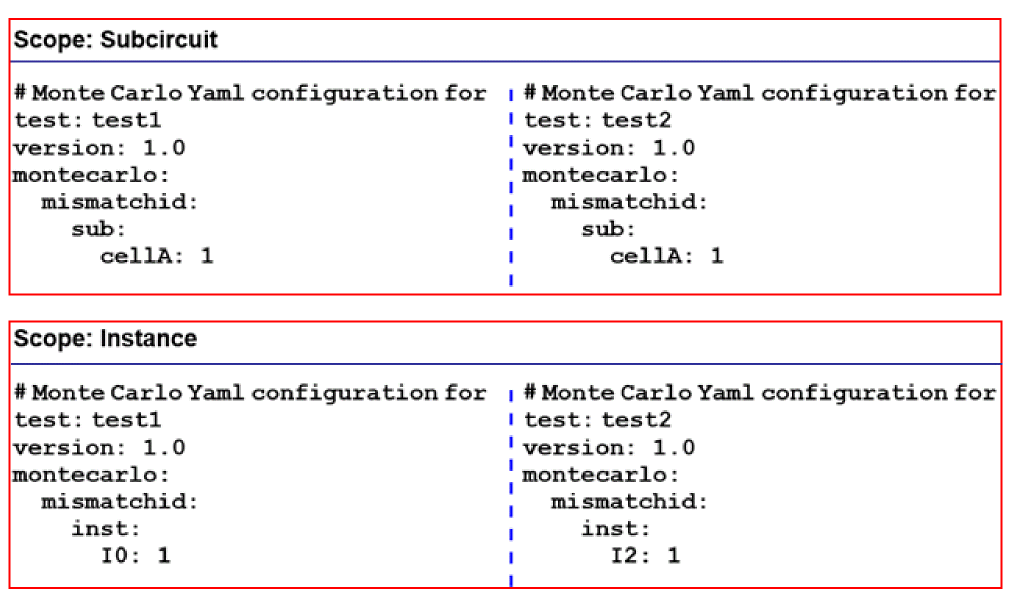 Scope: Subcircuit
# Monte Carlo Yaml configuration for
test: test1
version: 1.0
montecarlo:
  mismatchid:
    sub:
      cellA: 1
# Monte Carlo Yaml configuration for
test: test2
version: 1.0
montecarlo:
  mismatchid:
    sub:
      cellA: 1
Scope: Instance
# Monte Carlo Yaml configuration for
test: test1
version: 1.0
montecarlo:
  mismatchid:
    inst:
      I0: 1
# Monte Carlo Yaml configuration for
test: test2
version: 1.0
montecarlo:
  mismatchid:
    inst:
      I2: 1